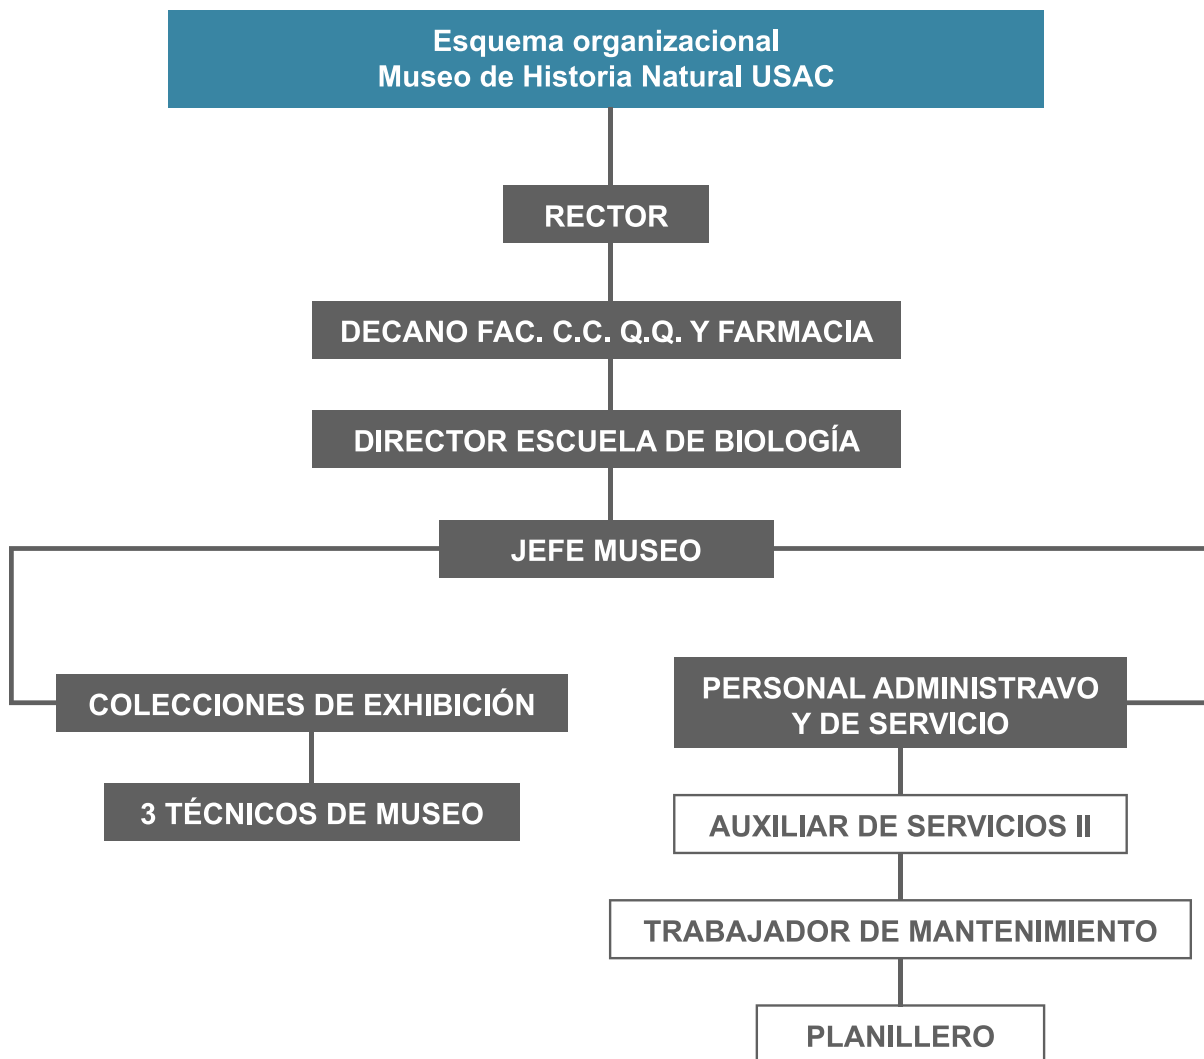 Esquema organizacional
Museo de Historia Natural USAC
RECTOR
DECANO FAC. C.C. Q.Q. Y FARMACIA
DIRECTOR ESCUELA DE BIOLOGÍA
JEFE MUSEO
COLECCIONES DE EXHIBICIÓN
3 TÉCNICOS DE MUSEO
PERSONAL ADMINISTRAVO
Y DE SERVICIO
AUXILIAR DE SERVICIOS II
TRABAJADOR DE MANTENIMIENTO
PLANILLERO